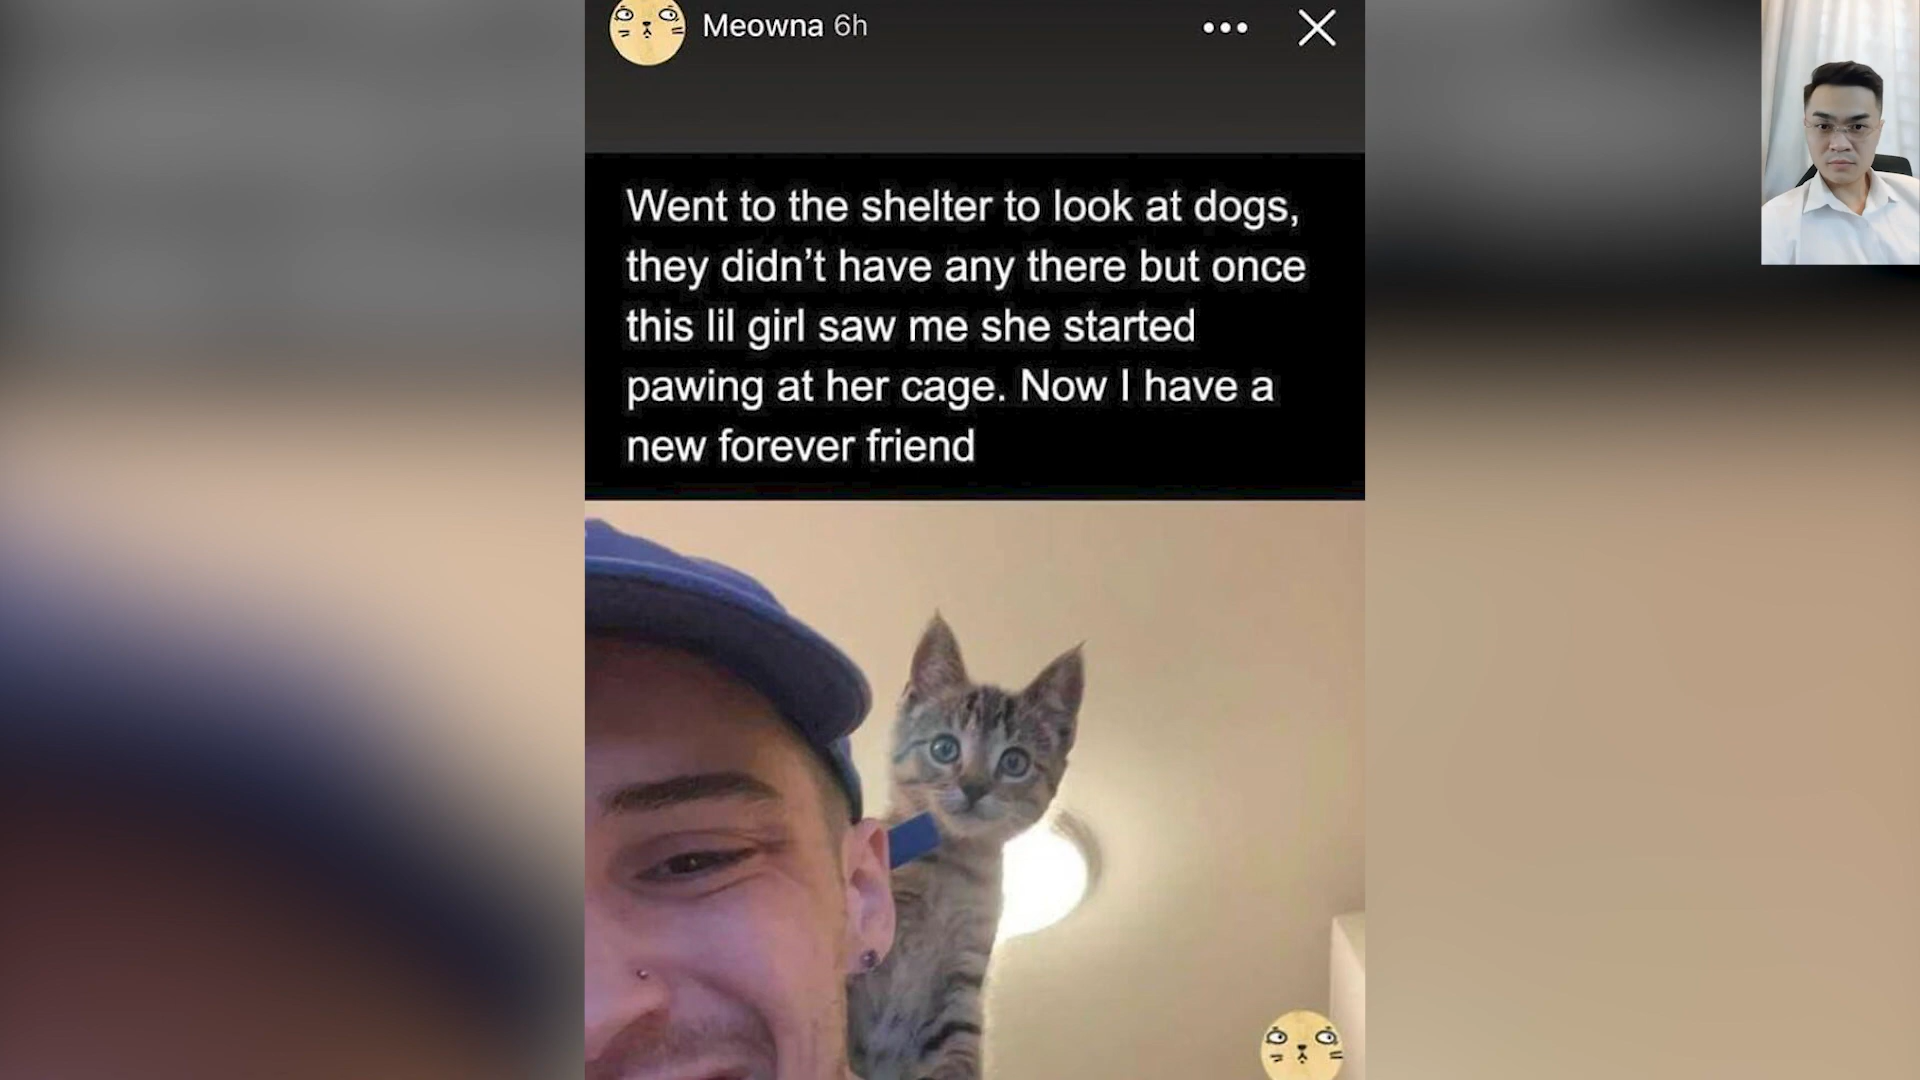 Meowna 6h
Went to the shelter to look at dogs,
they didn’t have any there but once
this lil girl saw me she started
pawing at her cage. Now I have a
new forever friend